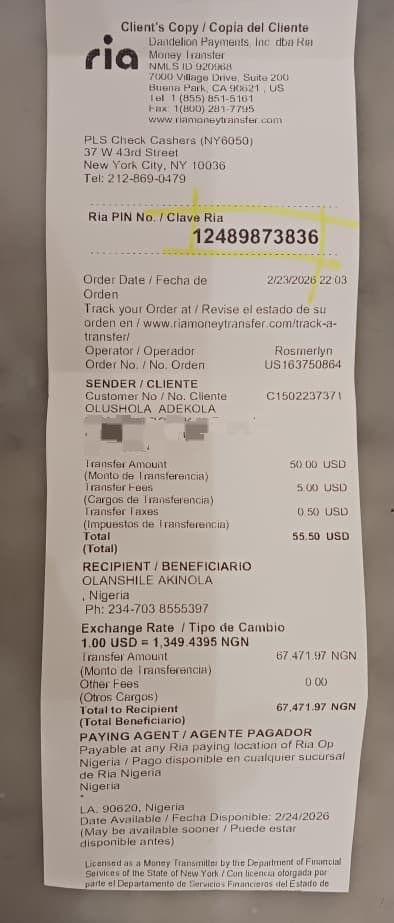 Client's Copy / Copia del Cliente
ria
Dandelion Payments, Inc. dba Ria
Money Transfer
NMLS ID 920968
7000 Village Drive, Suite 200
Buena Park, CA 90621 , US
Tel: 1 (855) 851-5161
Fax: 1(800) 281-7795
www.riamoneytransfer.com
PLS Check Cashers (NY6050)
37 W 43rd Street
New York City, NY 10036
Tel: 212-869-0479
Ria PIN No. / Clave Ria
12489873836
Order Date / Fecha de Orden 2/23/2026 22:03
Track your Order at / Revise el estado de su
orden en / www.riamoneytransfer.com/track-a-
transfer/
Operator / Operador Rosmerlyn
Order No. / No. Orden US163750864
SENDER / CLIENTE
Customer No / No. Cliente C1502237371
OLUSHOLA ADEKOLA
Transfer Amount 50.00 USD
(Monto de Transferencia)
Transfer Fees 5.00 USD
(Cargos de Transferencia)
Transfer Taxes 0.50 USD
(Impuestos de Transferencia)
Total 55.50 USD
(Total)
RECIPIENT / BENEFICIARIO
OLANSHILE AKINOLA
, Nigeria
Ph: 234-703 8555397
Exchange Rate / Tipo de Cambio
1.00 USD = 1,349.4395 NGN
Transfer Amount 67,471.97 NGN
(Monto de Transferencia)
Other Fees 0.00
(Otros Cargos)
Total to Recipient 67,471.97 NGN
(Total Beneficiario)
PAYING AGENT / AGENTE PAGADOR
Payable at any Ria paying location of Ria Op
Nigeria / Pago disponible en cualquier sucursal
de Ria Nigeria
Nigeria
LA. 90620, Nigeria
Date Available / Fecha Disponible: 2/24/2026
(May be available sooner / Puede estar
disponible antes)
Licensed as a Money Transmitter by the Department of Financial
Services of the State of New York / Con licencia otorgada por
parte el Departamento de Servicios Financieros del Estado de